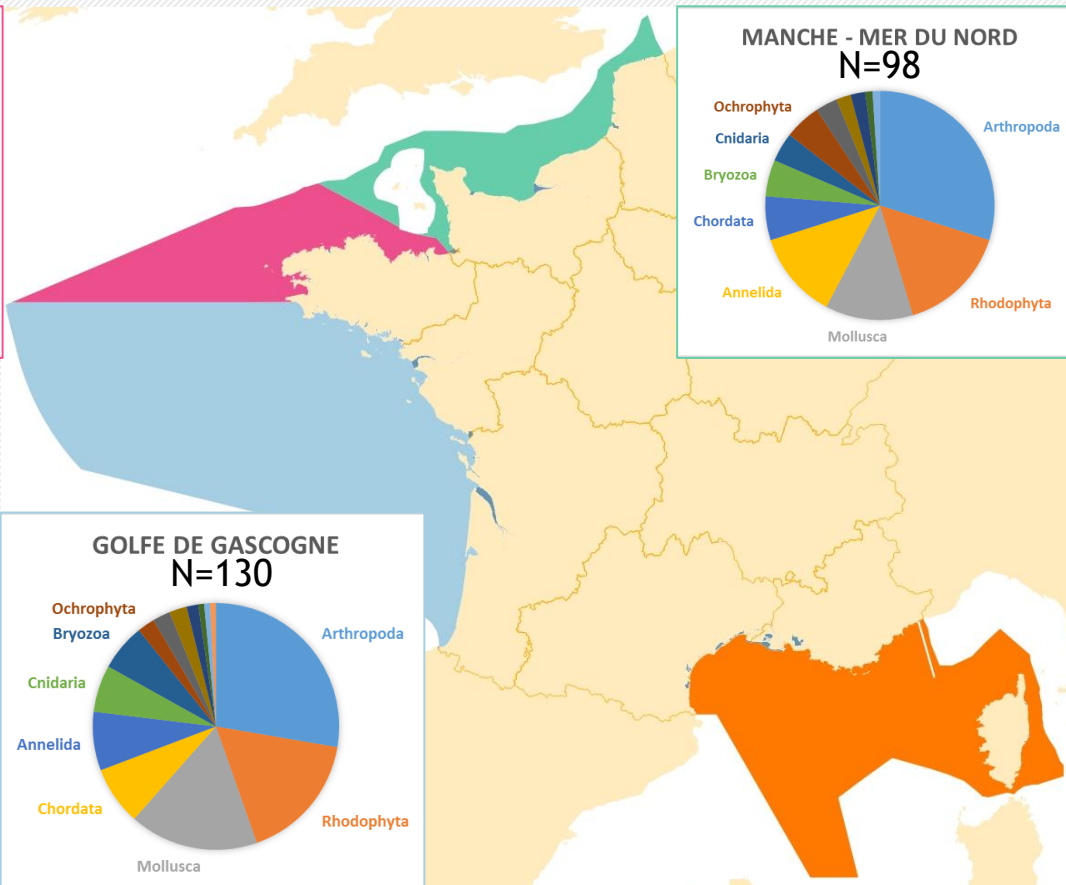 MANCHE - MER DU NORD
N=98
Ochrophyta
Arthropoda
Cnidaria
Bryozoa
Chordata
Annelida
Rhodophyta
Mollusca
GOLFE DE GASCOGNE
N=130
Ochrophyta
Bryozoa
Arthropoda
Cnidaria
Annelida
Chordata
Rhodophyta
Mollusca